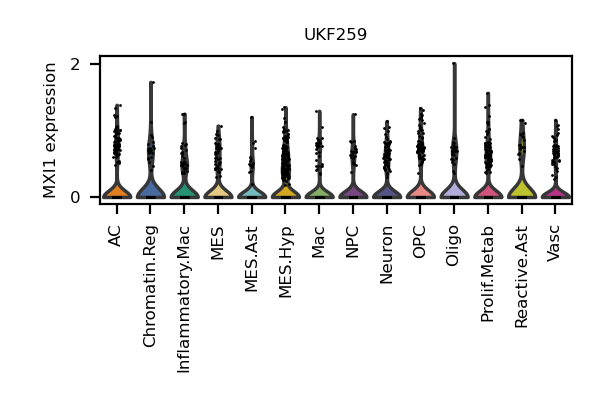 UKF259
MXI1 expression
2
0
AC
Chromatin.Reg
Inflammatory.Mac
MES
MES.Ast
MES.Hyp
Mac
NPC
Neuron
OPC
Oligo
Prolif.Metab
Reactive.Ast
Vasc